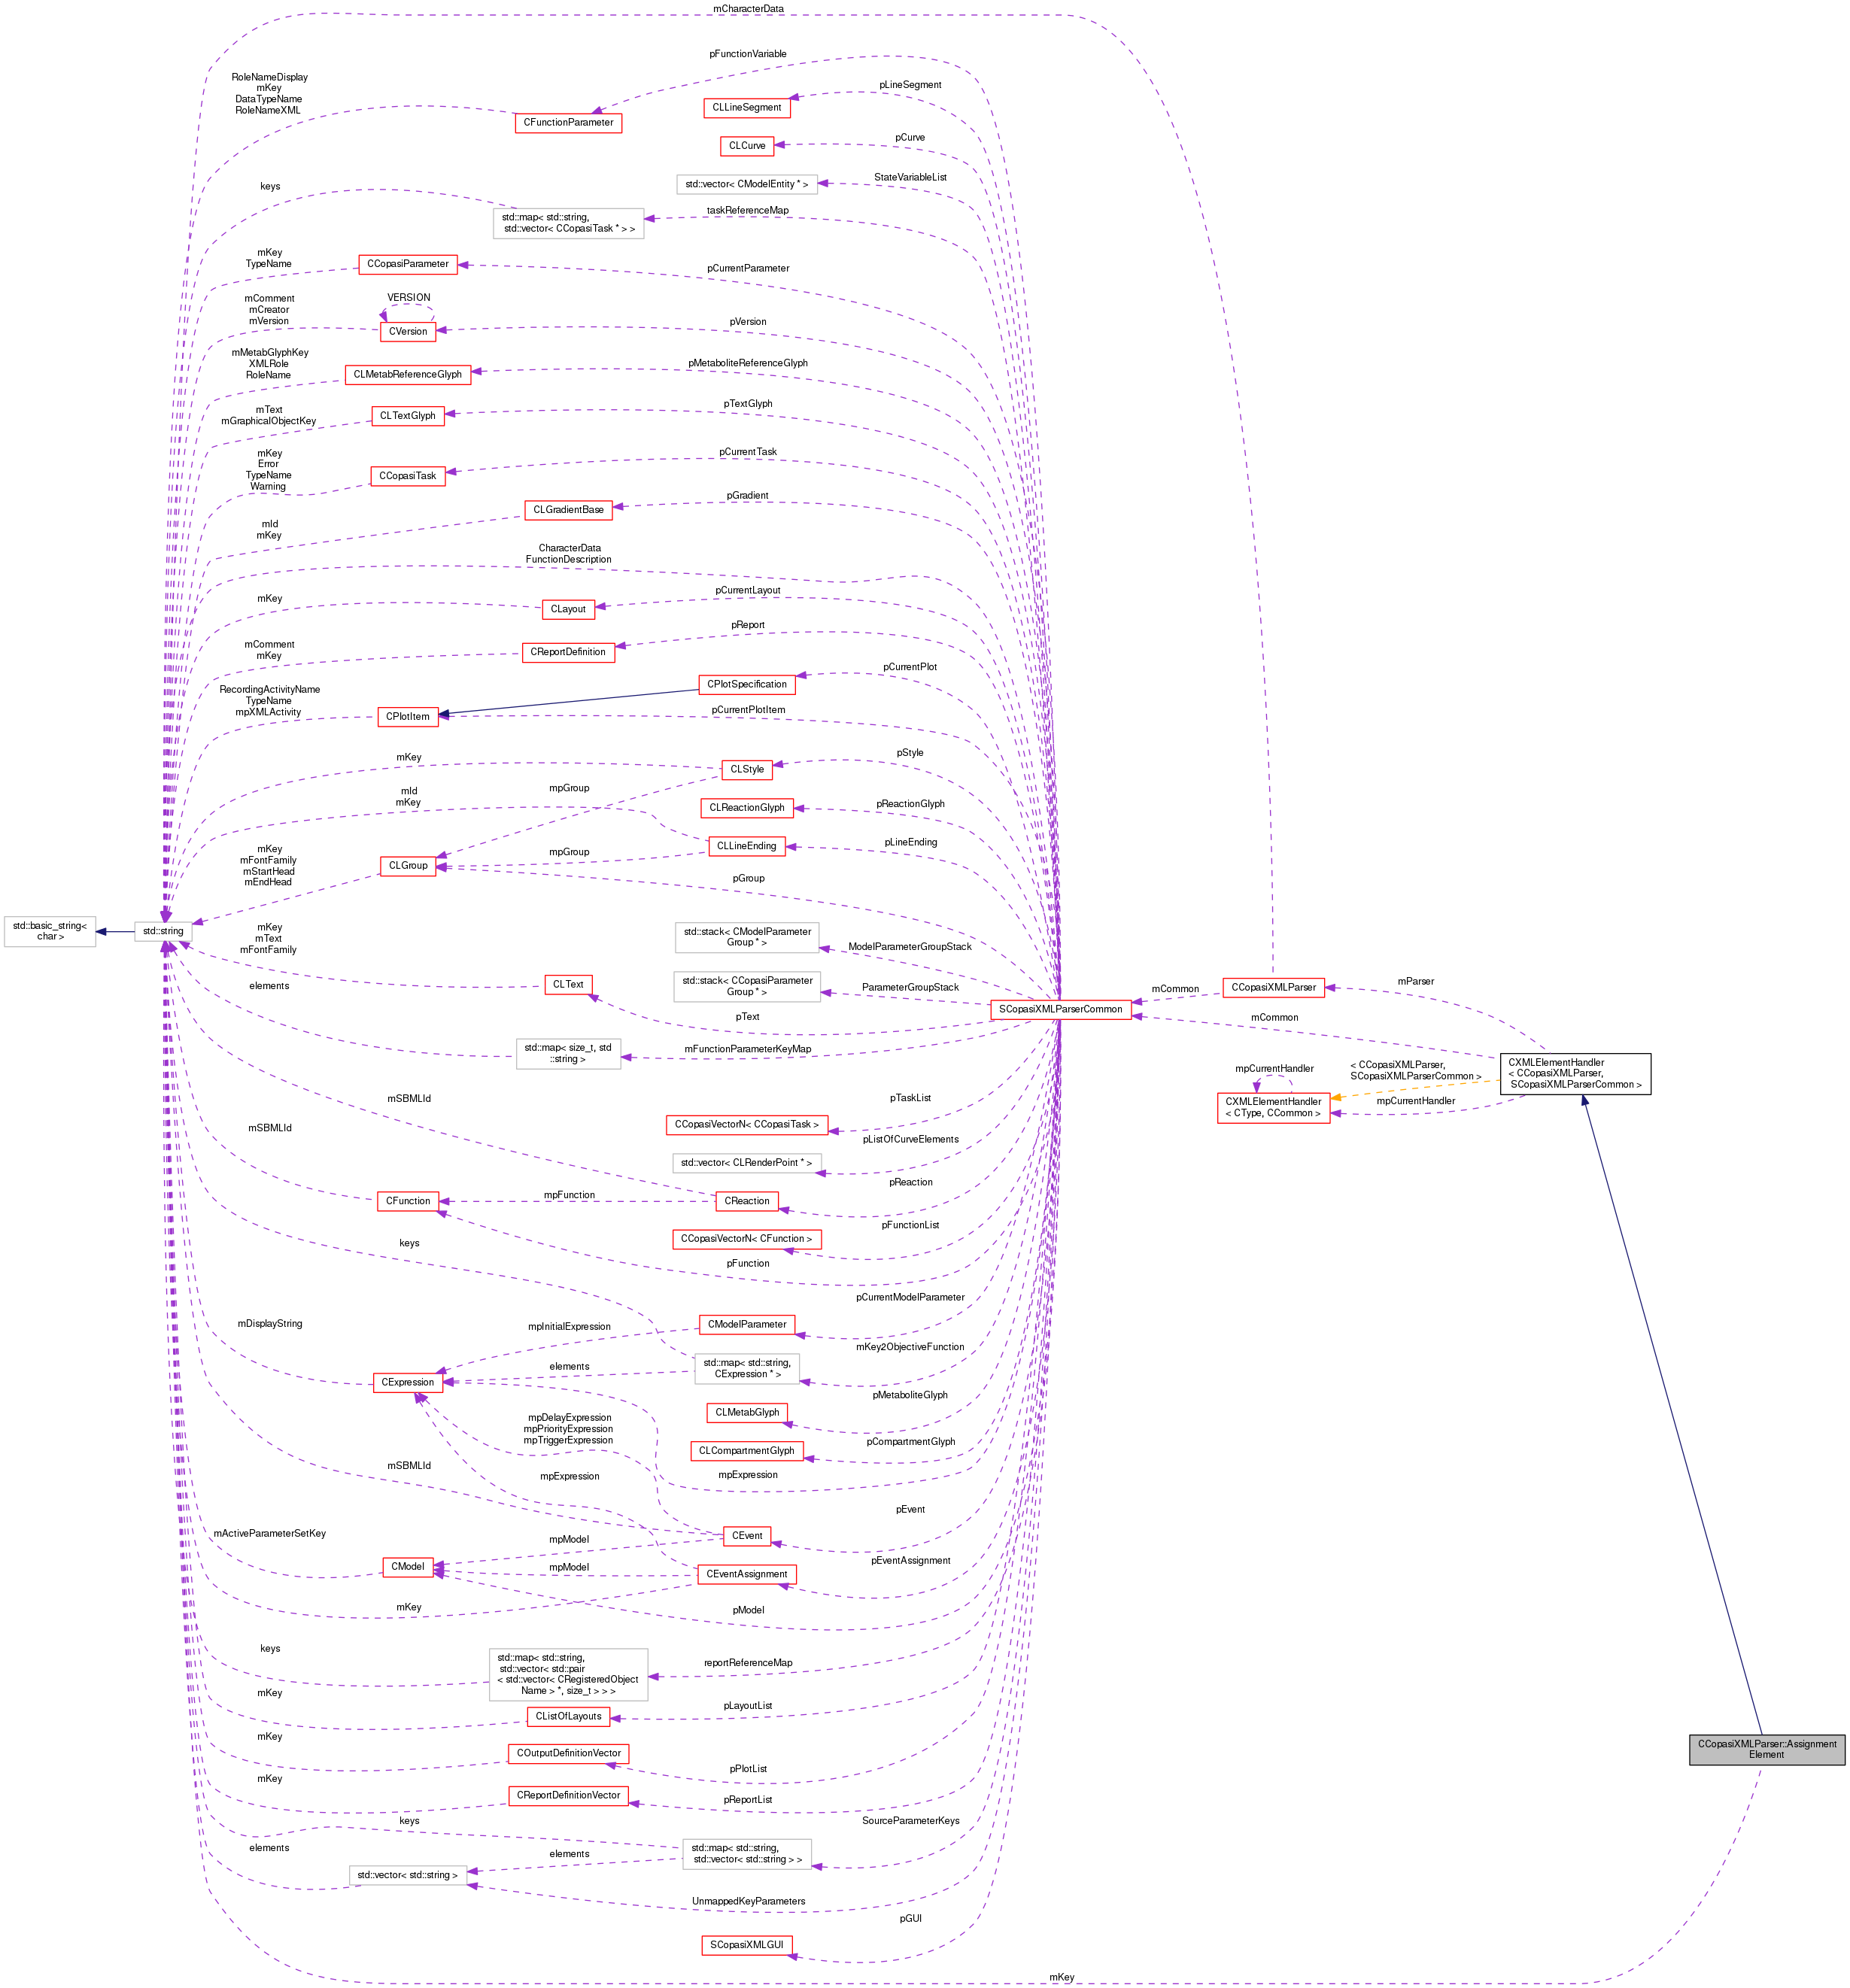 mCharacterData
pFunctionVariable
RoleNameDisplay
mKey
DataTypeName
RoleNameXML
CFunctionParameter
pLineSegment
CLLineSegment
pCurve
CLCurve
StateVariableList
std::vector< CModelEntity * >
keys
taskReferenceMap
std::map< std::string,
std::vector< CCopasiTask * > >
mKey
TypeName
CCopasiParameter
pCurrentParameter
mComment
mCreator
mVersion
VERSION
CVersion
pVersion
mMetabGlyphKey
XMLRole
RoleName
CLMetabReferenceGlyph
pMetaboliteReferenceGlyph
mText
mGraphicalObjectKey
CLTextGlyph
pTextGlyph
mKey
Error
TypeName
Warning
CCopasiTask
pCurrentTask
mId
mKey
CLGradientBase
pGradient
CharacterData
FunctionDescription
mKey
CLayout
pCurrentLayout
mComment
mKey
CReportDefinition
pReport
RecordingActivityName
TypeName
mpXMLActivity
CPlotItem
CPlotSpecification
pCurrentPlot
pCurrentPlotItem
mKey
CLStyle
pStyle
mpGroup
mId
mKey
CLReactionGlyph
pReactionGlyph
CLLineEnding
pLineEnding
mpGroup
mKey
mFontFamily
mStartHead
mEndHead
CLGroup
pGroup
std::basic_string<
char >
std::string
mKey
mText
mFontFamily
std::stack< CModelParameter
Group * >
ModelParameterGroupStack
std::stack< CCopasiParameter
Group * >
ParameterGroupStack
CLText
pText
elements
std::map< size_t, std
::string >
mFunctionParameterKeyMap
SCopasiXMLParserCommon
mCommon
CCopasiXMLParser
mParser
mCommon
CXMLElementHandler
< CCopasiXMLParser,
SCopasiXMLParserCommon >
< CCopasiXMLParser,
SCopasiXMLParserCommon >
mpCurrentHandler
CXMLElementHandler
< CType, CCommon >
mpCurrentHandler
mSBMLId
pTaskList
CCopasiVectorN< CCopasiTask >
pListOfCurveElements
std::vector< CLRenderPoint * >
mSBMLId
CFunction
mpFunction
CReaction
pReaction
CCopasiVectorN< CFunction >
pFunctionList
keys
pFunction
pCurrentModelParameter
mDisplayString
mpInitialExpression
CModelParameter
mKey2ObjectiveFunction
elements
std::map< std::string,
CExpression * >
CExpression
pMetaboliteGlyph
CLMetabGlyph
mpDelayExpression
mpPriorityExpression
mpTriggerExpression
CLCompartmentGlyph
pCompartmentGlyph
mSBMLId
mpExpression
mpExpression
pEvent
CEvent
mActiveParameterSetKey
CModel
mpModel
mpModel
CEventAssignment
pEventAssignment
mKey
pModel
keys
std::map< std::string,
std::vector< std::pair
< std::vector< CRegisteredObject
Name > *, size_t > > >
reportReferenceMap
mKey
CListOfLayouts
pLayoutList
mKey
COutputDefinitionVector
pPlotList
mKey
CReportDefinitionVector
pReportList
keys
SourceParameterKeys
elements
std::map< std::string,
std::vector< std::string > >
elements
std::vector< std::string >
UnmappedKeyParameters
pGUI
SCopasiXMLGUI
CCopasiXMLParser::Assignment
Element
mKey